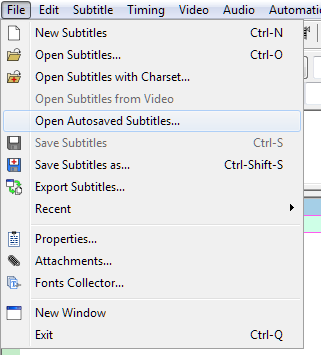 File Edit Subtitle Timing Video Audio Automati
New Subtitles Ctrl-N
Open Subtitles... Ctrl-O
Open Subtitles with Charset...
Open Subtitles from Video
Open Autosaved Subtitles...
Save Subtitles Ctrl-S
Save Subtitles as... Ctrl-Shift-S
Export Subtitles...
Recent
Properties...
Attachments...
Fonts Collector...
New Window
Exit Ctrl-Q